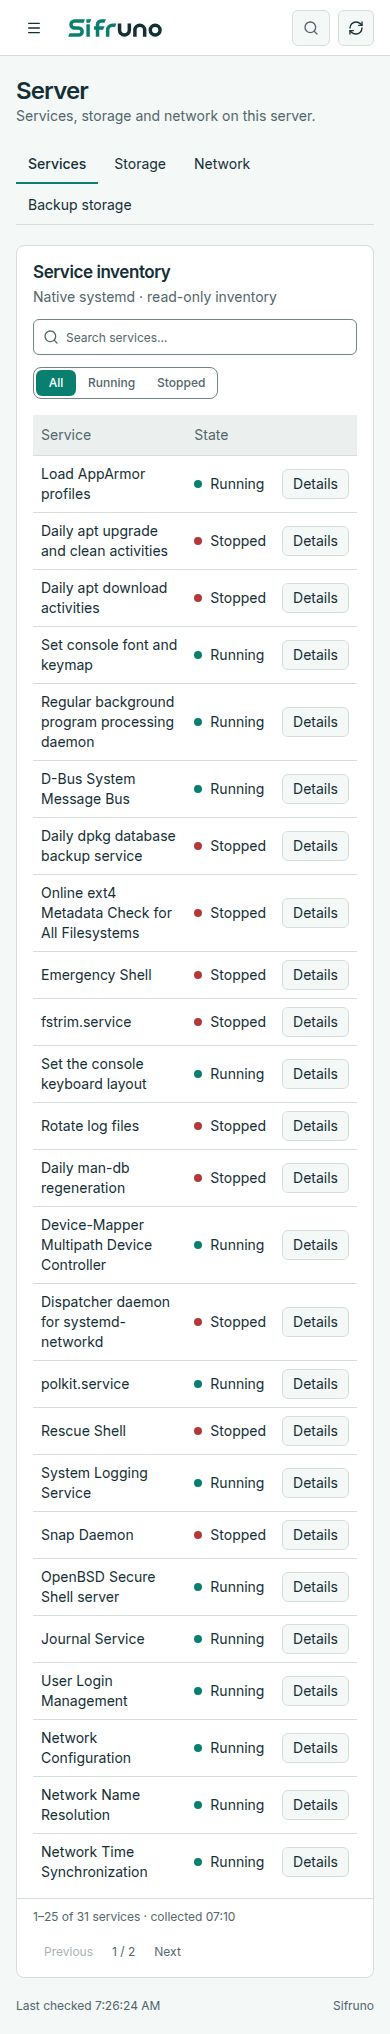 Sifruno
Server
Services, storage and network on this server.
Services Storage Network
Backup storage
Service inventory
Native systemd · read-only inventory
Search services...
All Running Stopped
Service State
Load AppArmor
profiles
Running Details
Daily apt upgrade
and clean activities
Stopped Details
Daily apt download
activities
Stopped Details
Set console font and
keymap
Running Details
Regular background
program processing
daemon
Running Details
D-Bus System
Message Bus
Running Details
Daily dpkg database
backup service
Stopped Details
Online ext4
Metadata Check for
All Filesystems
Stopped Details
Emergency Shell Stopped Details
fstrim.service Stopped Details
Set the console
keyboard layout
Running Details
Rotate log files Stopped Details
Daily man-db
regeneration
Stopped Details
Device-Mapper
Multipath Device
Controller
Running Details
Dispatcher daemon
for systemd-
networkd
Stopped Details
polkit.service Running Details
Rescue Shell Stopped Details
System Logging
Service
Running Details
Snap Daemon Stopped Details
OpenBSD Secure
Shell server
Running Details
Journal Service Running Details
User Login
Management
Running Details
Network
Configuration
Running Details
Network Name
Resolution
Running Details
Network Time
Synchronization
Running Details
1–25 of 31 services · collected 07:10
Previous 1 / 2 Next
Last checked 7:26:24 AM Sifruno